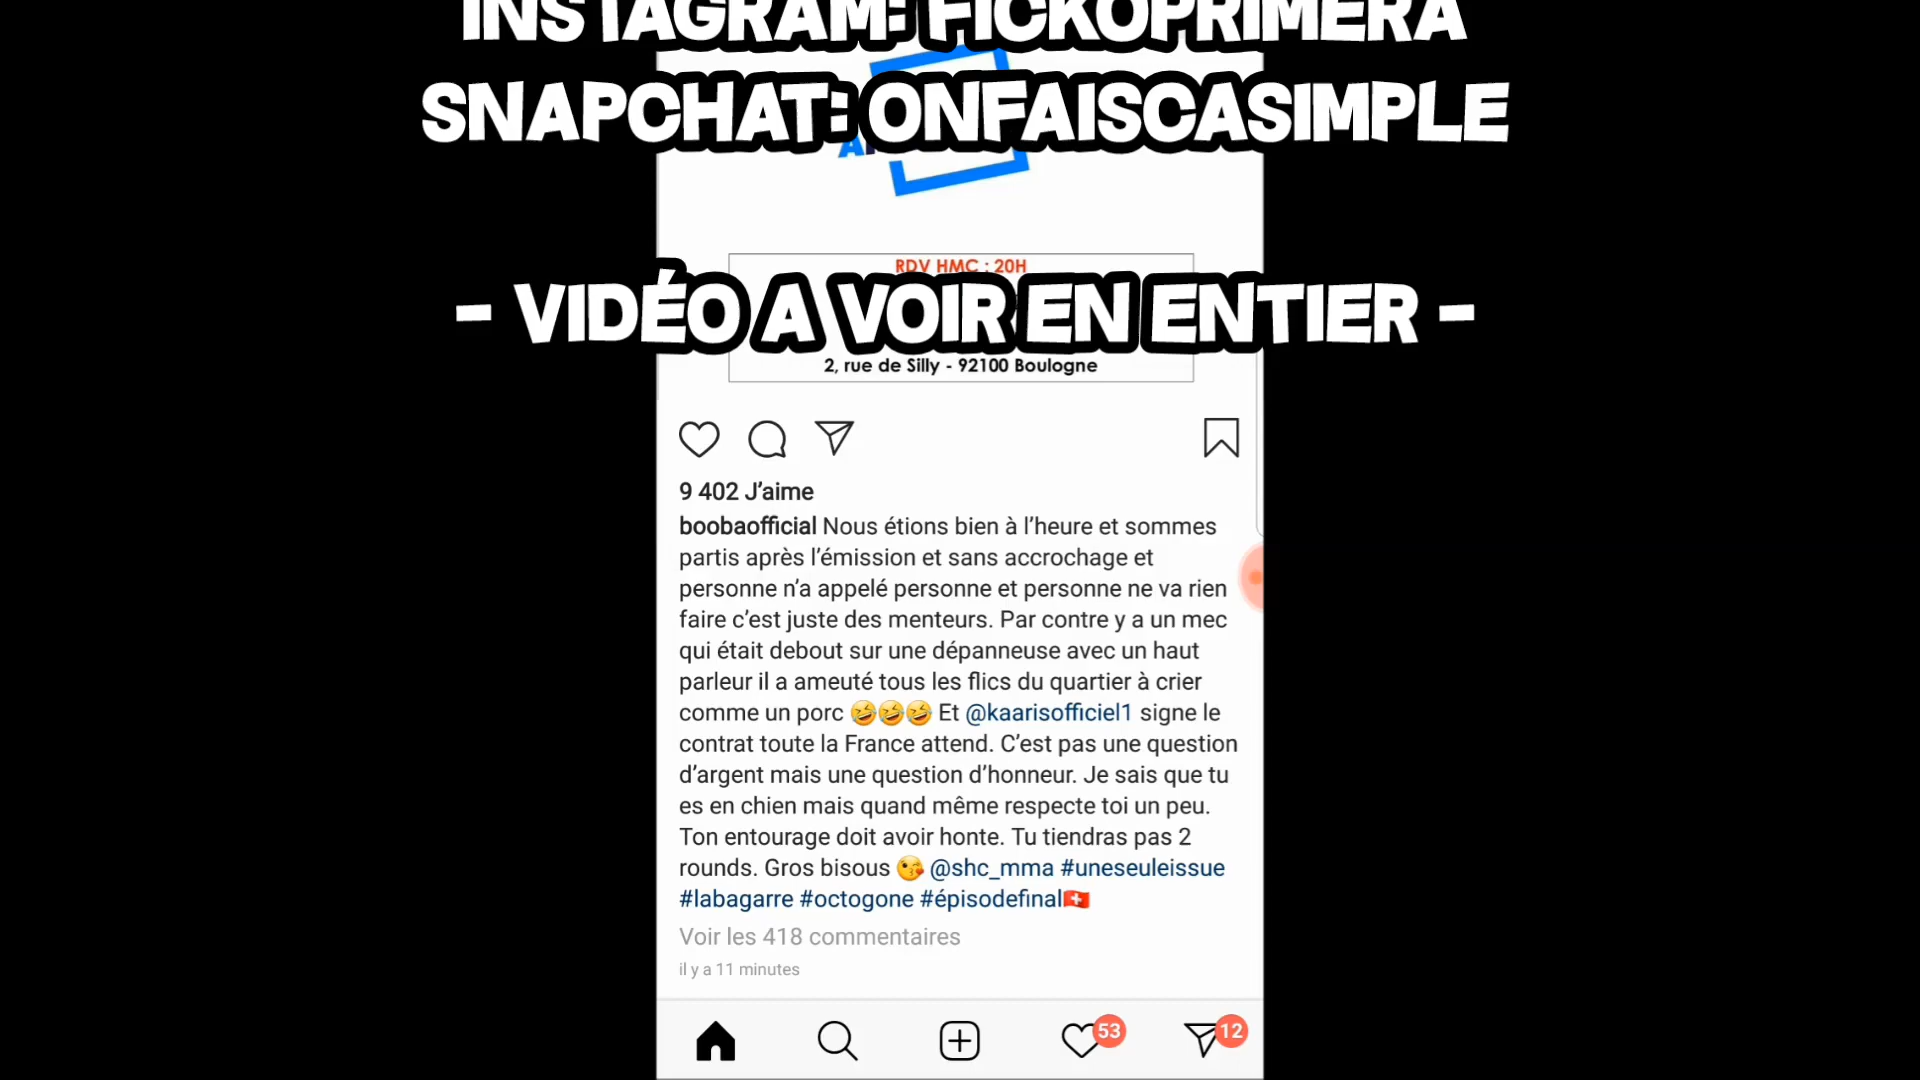 INSTAGRAM: FICKOPRIMERA
SNAPCHAT: ONFAISCASIMPLE
RDV HMC : 20H
- VIDÉO A VOIR EN ENTIER -
2, rue de Silly - 92100 Boulogne
9 402 J'aime
boobaofficial Nous étions bien à l'heure et sommes
partis après l'émission et sans accrochage et
personne n'a appelé personne et personne ne va rien
faire c'est juste des menteurs. Par contre y a un mec
qui était debout sur une dépanneuse avec un haut
parleur il a ameuté tous les flics du quartier à crier
comme un porc 🤣🤣🤣 Et @kaarisofficiel1 signe le
contrat toute la France attend. C'est pas une question
d'argent mais une question d'honneur. Je sais que tu
es en chien mais quand même respecte toi un peu.
Ton entourage doit avoir honte. Tu tiendras pas 2
rounds. Gros bisous 😘 @shc_mma #uneseuleissue
#labagarre #octogone #épisodefinal🇨🇭
Voir les 418 commentaires
il y a 11 minutes
53
12